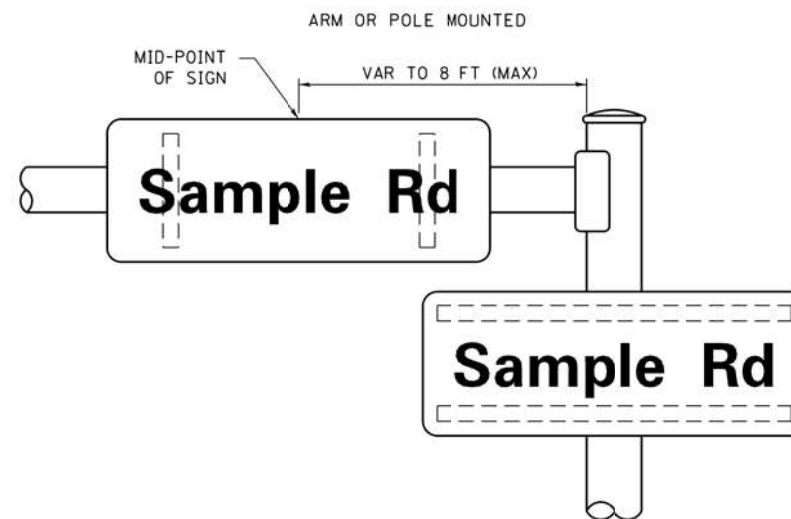 ARM OR POLE MOUNTED
MID-POINT
OF SIGN
VAR TO 8 FT (MAX)
Sample Rd
Sample Rd